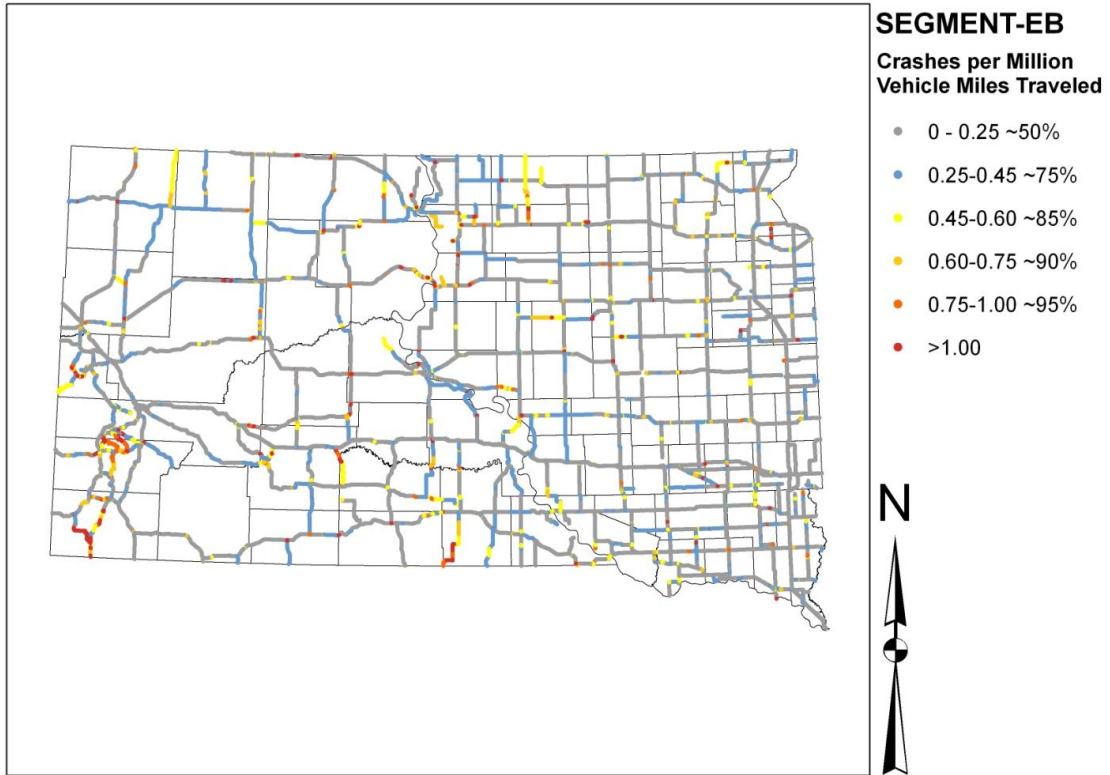 SEGMENT-EB
Crashes per Million
Vehicle Miles Traveled
0 - 0.25 ~50%
0.25-0.45 ~75%
0.45-0.60 ~85%
0.60-0.75 ~90%
0.75-1.00 ~95%
>1.00
N